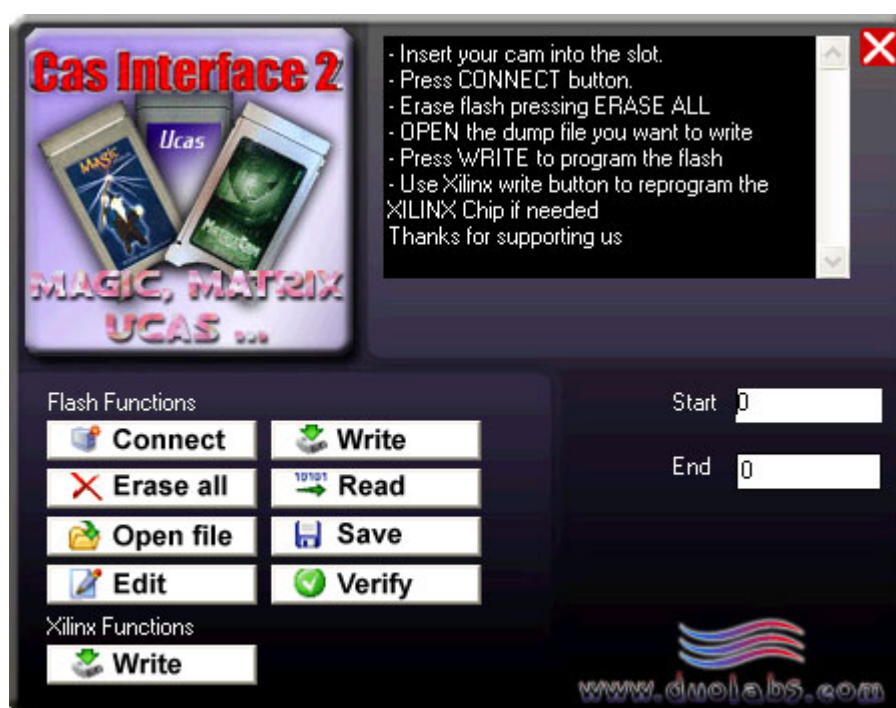 Cas Interface 2
Ucas
MAGIC
MAGIC, MATRIX
UCAS ...
- Insert your cam into the slot.
- Press CONNECT button.
- Erase flash pressing ERASE ALL
- OPEN the dump file you want to write
- Press WRITE to program the flash
- Use Xilinx write button to reprogram the
XILINX Chip if needed
Thanks for supporting us
Flash Functions
Connect
Write
Erase all
10101
Read
Open file
Save
Edit
Verify
Xilinx Functions
Write
Start 0
End 0
www.duolabs.com